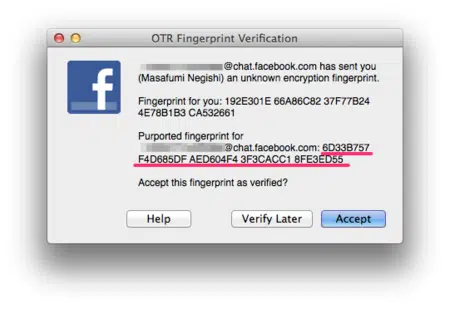 OTR Fingerprint Verification
@chat.facebook.com has sent you
(Masafumi Negishi) an unknown encryption fingerprint.
Fingerprint for you: 192E301E 66A86C82 37F77B24
4E78B1B3 CA532661
Purported fingerprint for
@chat.facebook.com: 6D33B757
F4D685DF AED604F4 3F3CACC1 8FE3ED55
Accept this fingerprint as verified?
Help
Verify Later
Accept